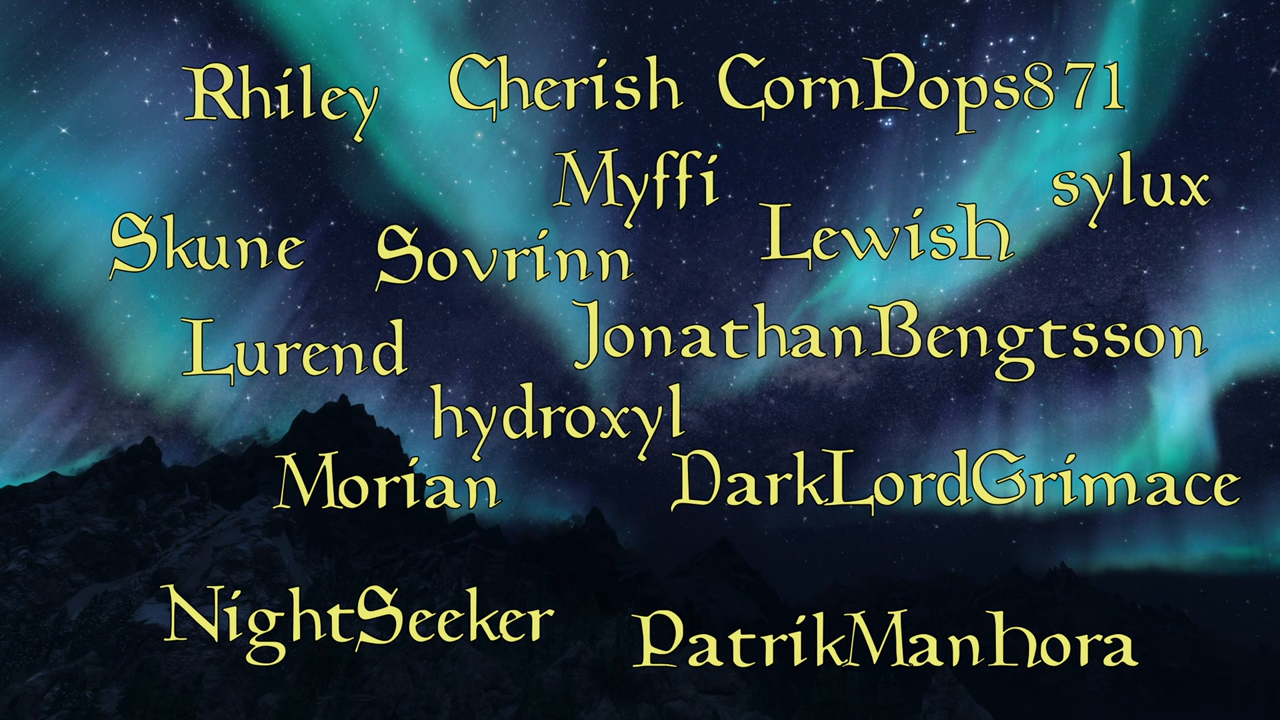 Rhiley Cherish CornPops871
Myffi sylux
Skune Sovrinn Lewish
Lurend JonathanBengtsson
hydroxyl
Morian DarkLordGrimace
NightSeeker PatrikManhora